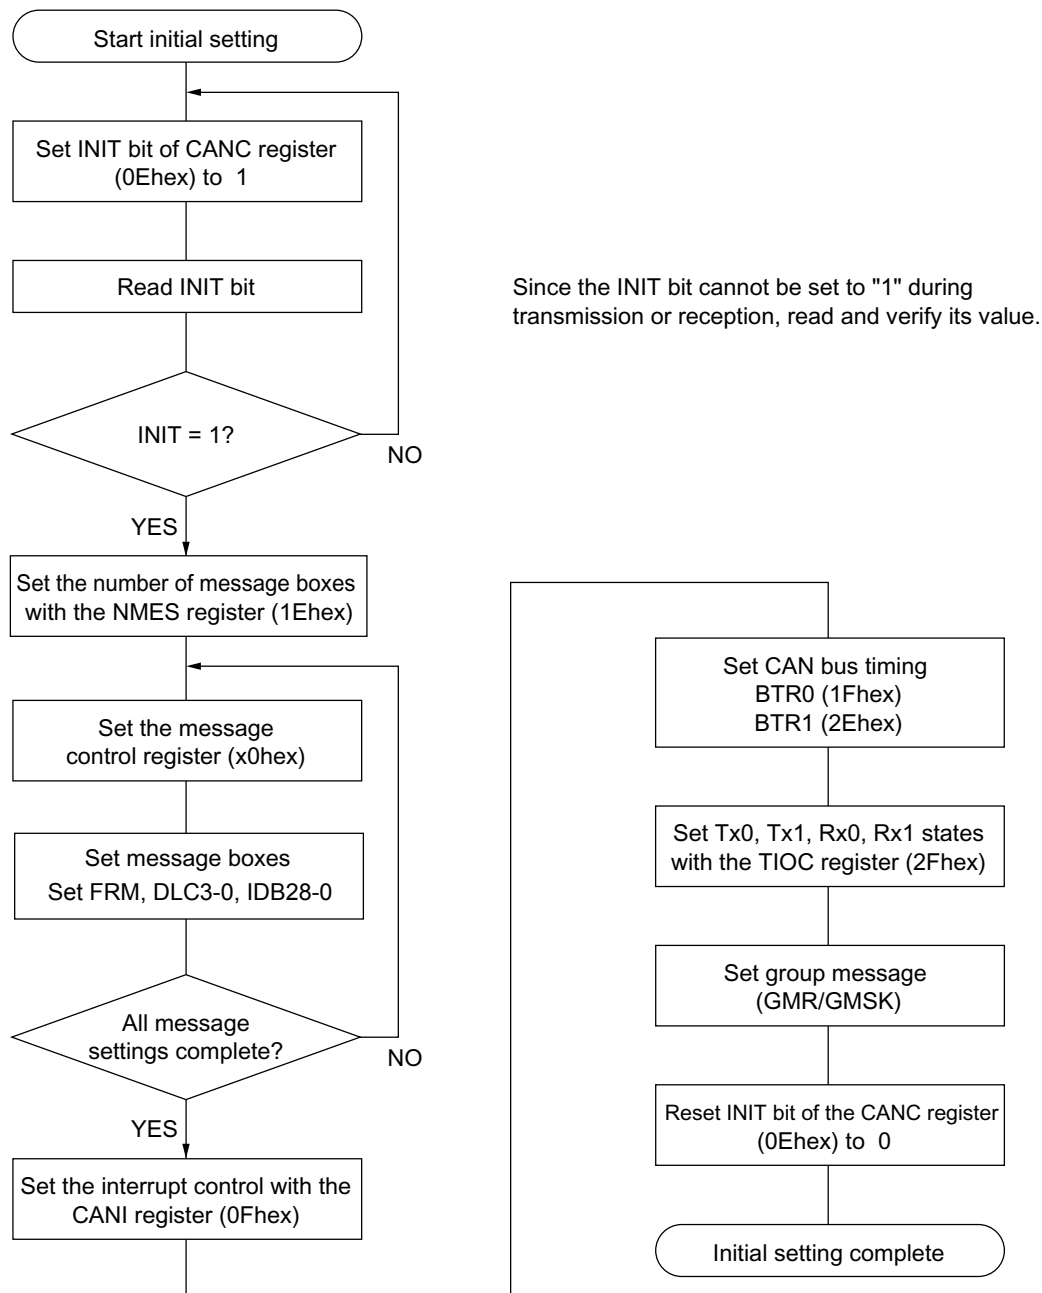 Start initial setting
Set INIT bit of CANC register
(0Ehex) to 1
Read INIT bit
Since the INIT bit cannot be set to "1" during
transmission or reception, read and verify its value.
INIT = 1?
NO
YES
Set the number of message boxes
with the NMES register (1Ehex)
Set the message
control register (x0hex)
Set message boxes
Set FRM, DLC3-0, IDB28-0
All message
settings complete?
NO
YES
Set the interrupt control with the
CANI register (0Fhex)
Set CAN bus timing
BTR0 (1Fhex)
BTR1 (2Ehex)
Set Tx0, Tx1, Rx0, Rx1 states
with the TIOC register (2Fhex)
Set group message
(GMR/GMSK)
Reset INIT bit of the CANC register
(0Ehex) to 0
Initial setting complete